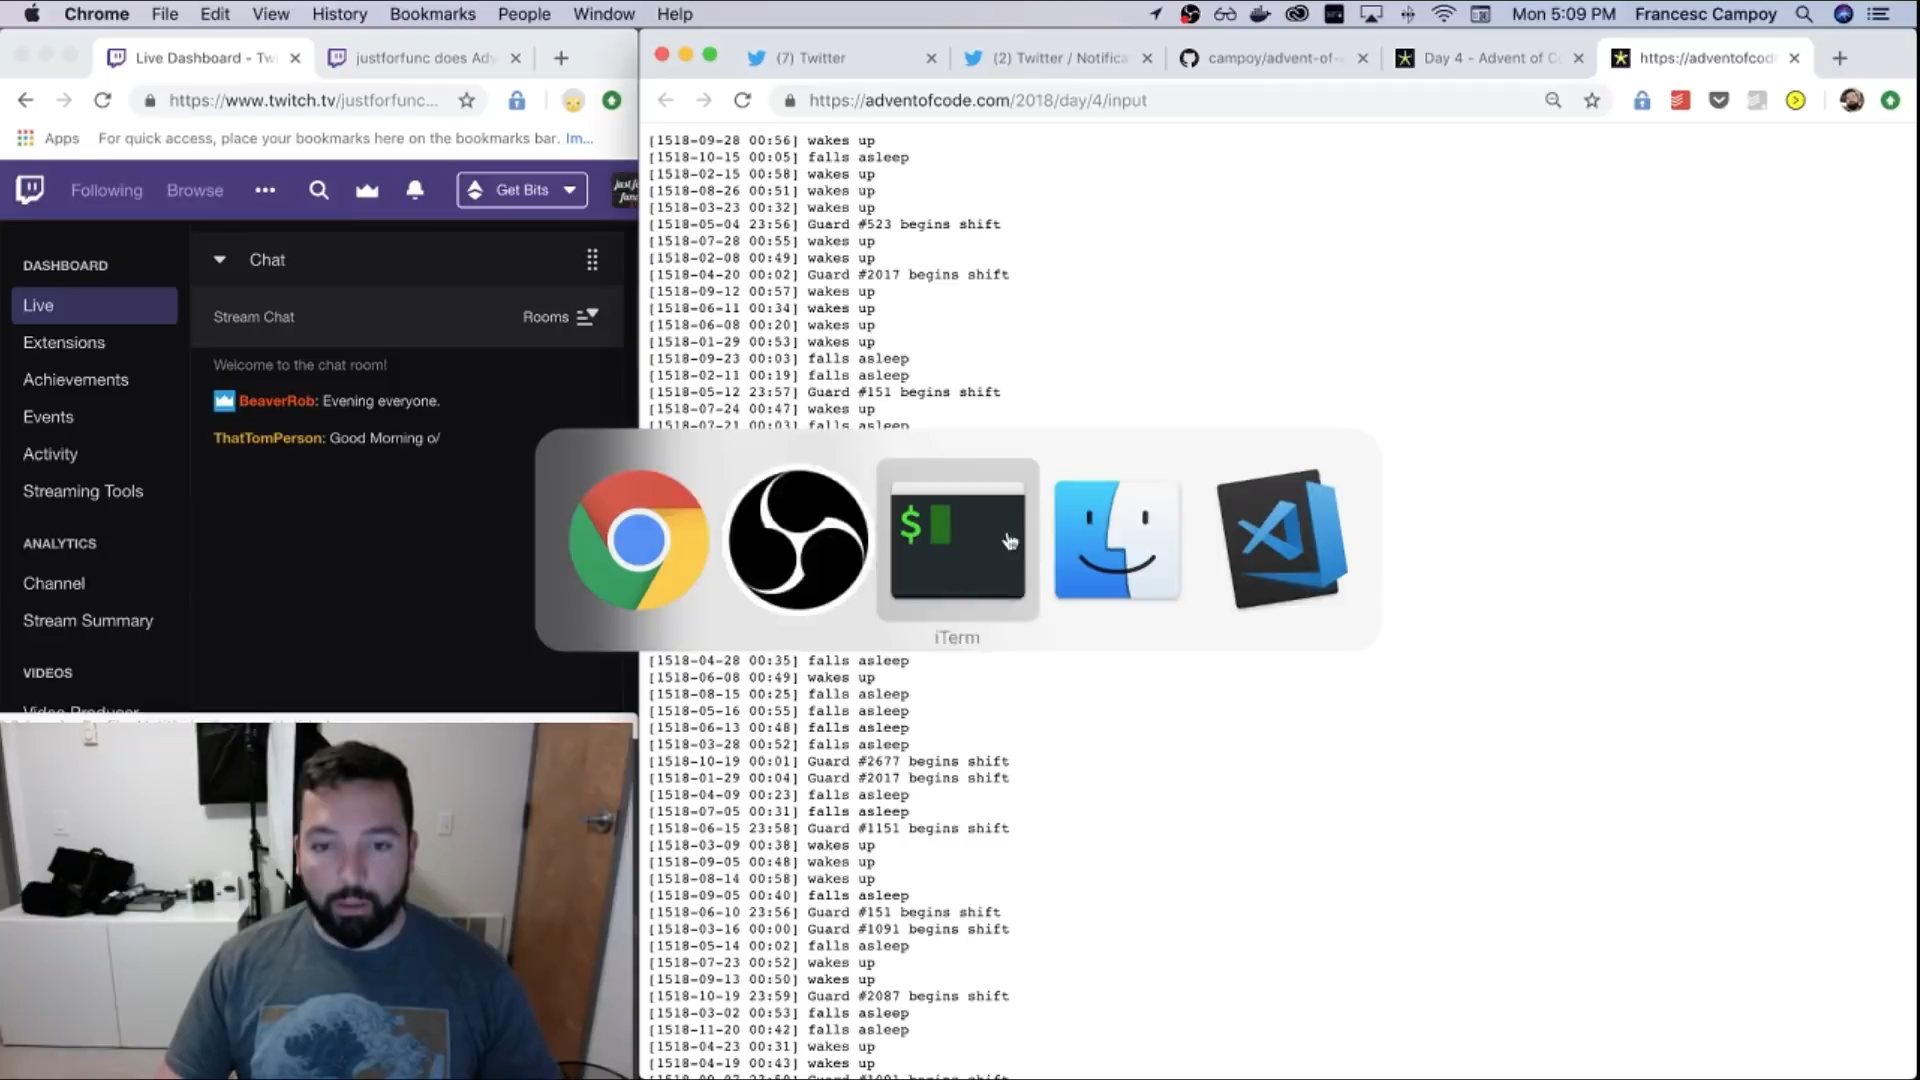 Chrome File Edit View History Bookmarks People Window Help
Mon 5:09 PM Francesc Campoy
Live Dashboard - Tw
justforfunc does Adv
https://www.twitch.tv/justforfunc...
Apps For quick access, place your bookmarks here on the bookmarks bar. Im...
Following Browse ... Get Bits
DASHBOARD
Live
Extensions
Achievements
Events
Activity
Streaming Tools
ANALYTICS
Channel
Stream Summary
VIDEOS
Chat
Stream Chat Rooms
Welcome to the chat room!
BeaverRob: Evening everyone.
ThatTomPerson: Good Morning o/
(7) Twitter
(2) Twitter / Notifica
campoy/advent-of-
Day 4 - Advent of C
https://adventofcod
https://adventofcode.com/2018/day/4/input
[1518-09-28 00:56] wakes up
[1518-10-15 00:05] falls asleep
[1518-02-15 00:58] wakes up
[1518-08-26 00:51] wakes up
[1518-03-23 00:32] wakes up
[1518-05-04 23:56] Guard #523 begins shift
[1518-07-28 00:55] wakes up
[1518-02-08 00:49] wakes up
[1518-04-20 00:02] Guard #2017 begins shift
[1518-09-12 00:57] wakes up
[1518-06-11 00:34] wakes up
[1518-06-08 00:20] wakes up
[1518-01-29 00:53] wakes up
[1518-09-23 00:03] falls asleep
[1518-02-11 00:19] falls asleep
[1518-05-12 23:57] Guard #151 begins shift
[1518-07-24 00:47] wakes up
[1518-07-21 00:03] falls asleep
$
iTerm
[1518-04-28 00:35] falls asleep
[1518-06-08 00:49] wakes up
[1518-08-15 00:25] falls asleep
[1518-05-16 00:55] falls asleep
[1518-06-13 00:48] falls asleep
[1518-03-28 00:52] falls asleep
[1518-10-19 00:01] Guard #2677 begins shift
[1518-01-29 00:04] Guard #2017 begins shift
[1518-04-09 00:23] falls asleep
[1518-07-05 00:31] falls asleep
[1518-06-15 23:58] Guard #1151 begins shift
[1518-03-09 00:38] wakes up
[1518-09-05 00:48] wakes up
[1518-08-14 00:58] wakes up
[1518-09-05 00:40] falls asleep
[1518-06-10 23:56] Guard #151 begins shift
[1518-03-16 00:00] Guard #1091 begins shift
[1518-05-14 00:02] falls asleep
[1518-07-23 00:52] wakes up
[1518-09-13 00:50] wakes up
[1518-10-19 23:59] Guard #2087 begins shift
[1518-03-02 00:53] falls asleep
[1518-11-20 00:42] falls asleep
[1518-04-23 00:31] wakes up
[1518-04-19 00:43] wakes up